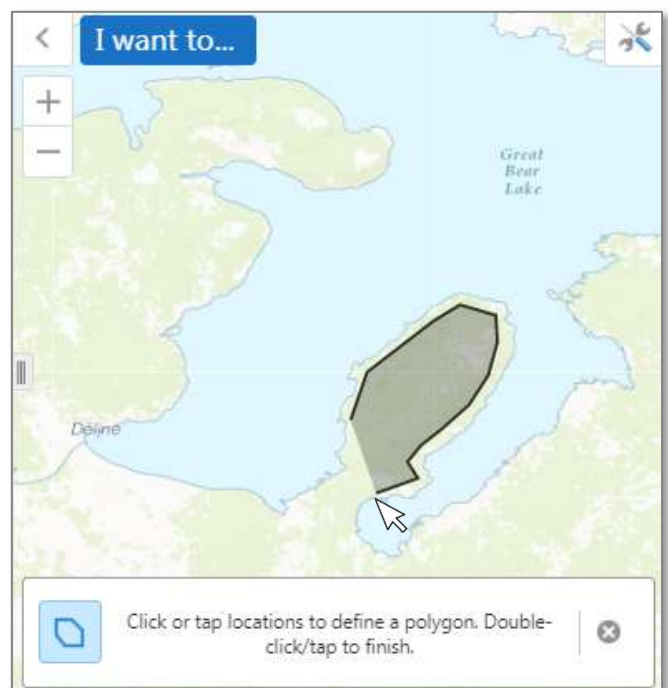 I want to...
Great
Bear
Lake
Déline
Click or tap locations to define a polygon. Double-
click/tap to finish.